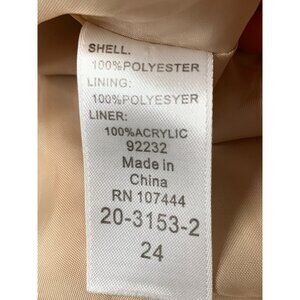 SHELL:
100%POLYESTER
LINING:
100%POLYESYER
LINER:
100%ACRYLIC
92232
Made in
China
RN 107444
20-3153-2
24